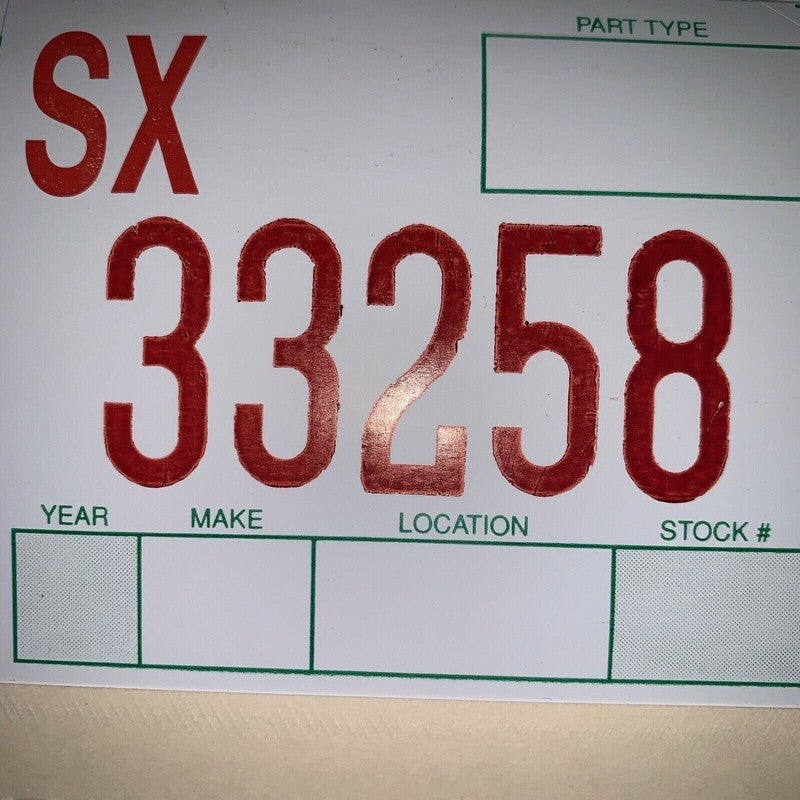 SX
PART TYPE
33258
YEAR MAKE LOCATION STOCK #